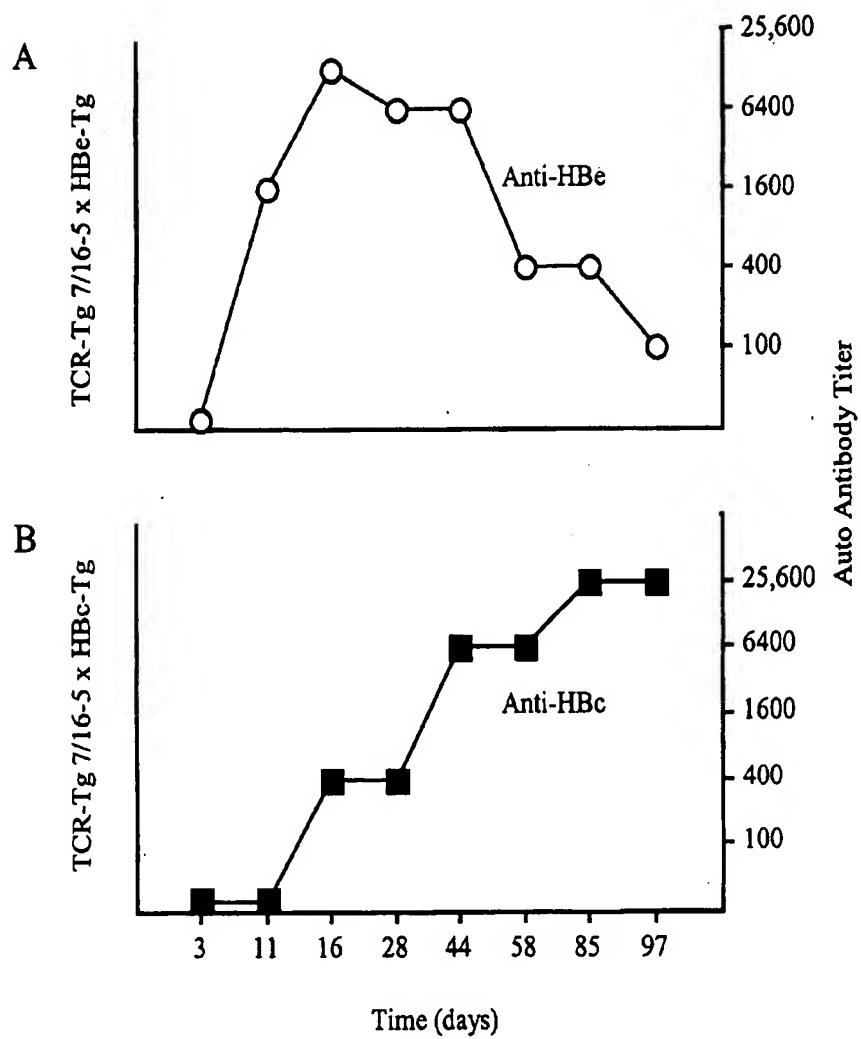 A
TCR-Tg 7/16-5 x HBe-Tg
Anti-HBe
25,600
6400
1600
400
100
Auto Antibody Titer
B
TCR-Tg 7/16-5 x HBc-Tg
Anti-HBc
25,600
6400
1600
400
100
3 11 16 28 44 58 85 97
Time (days)